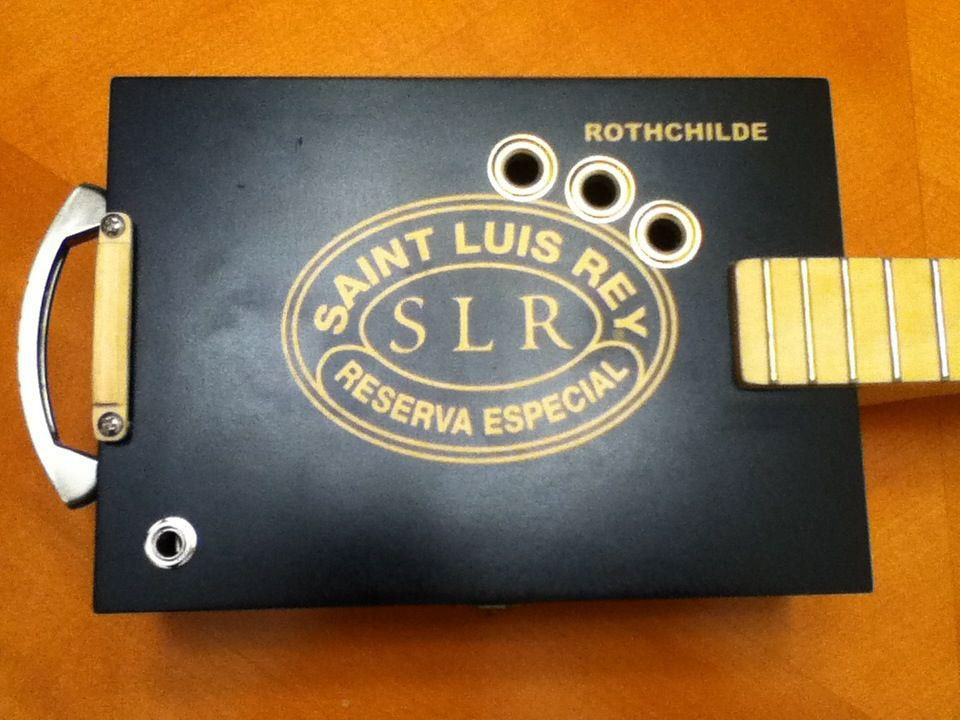 ROTHCHILDE
SAINT LUIS REY
SLR
RESERVA ESPECIAL